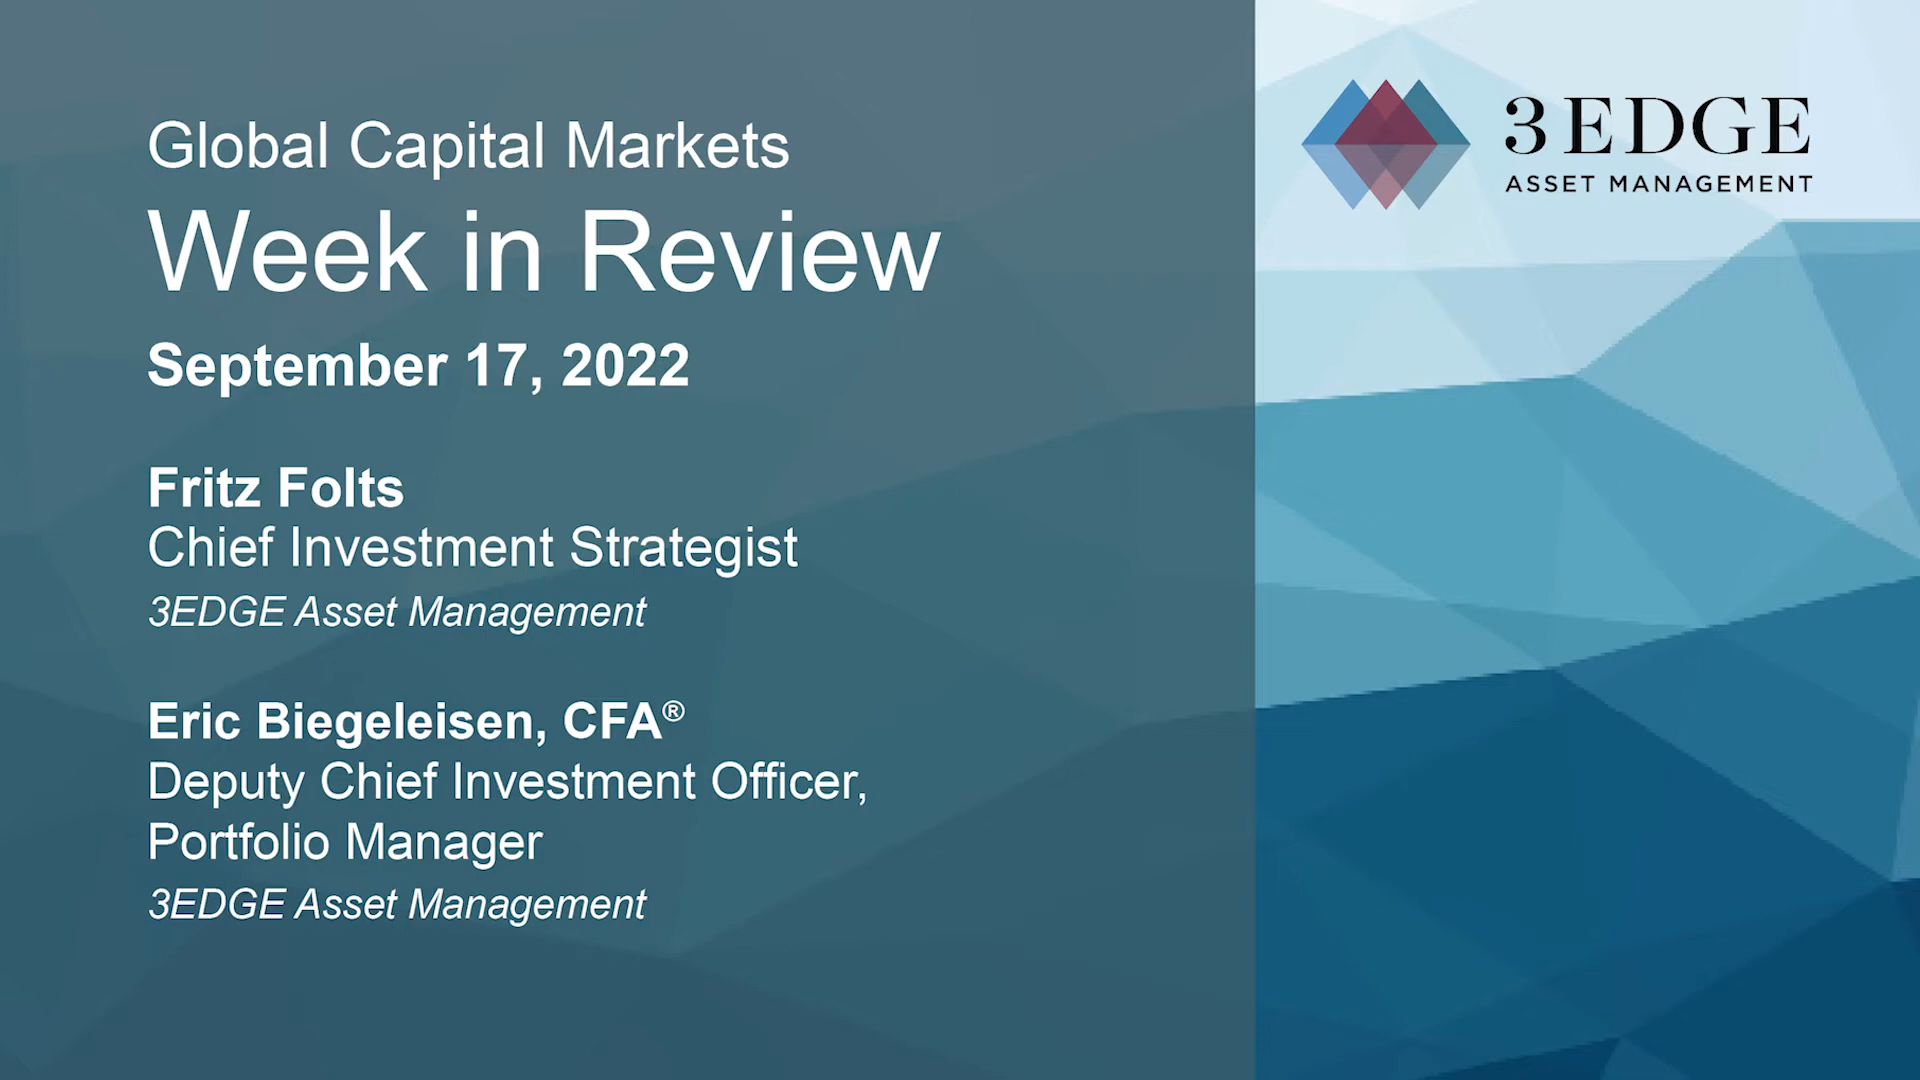 Global Capital Markets
Week in Review
September 17, 2022
Fritz Folts
Chief Investment Strategist
3EDGE Asset Management
Eric Biegeleisen, CFA®
Deputy Chief Investment Officer,
Portfolio Manager
3EDGE Asset Management
3EDGE
ASSET MANAGEMENT